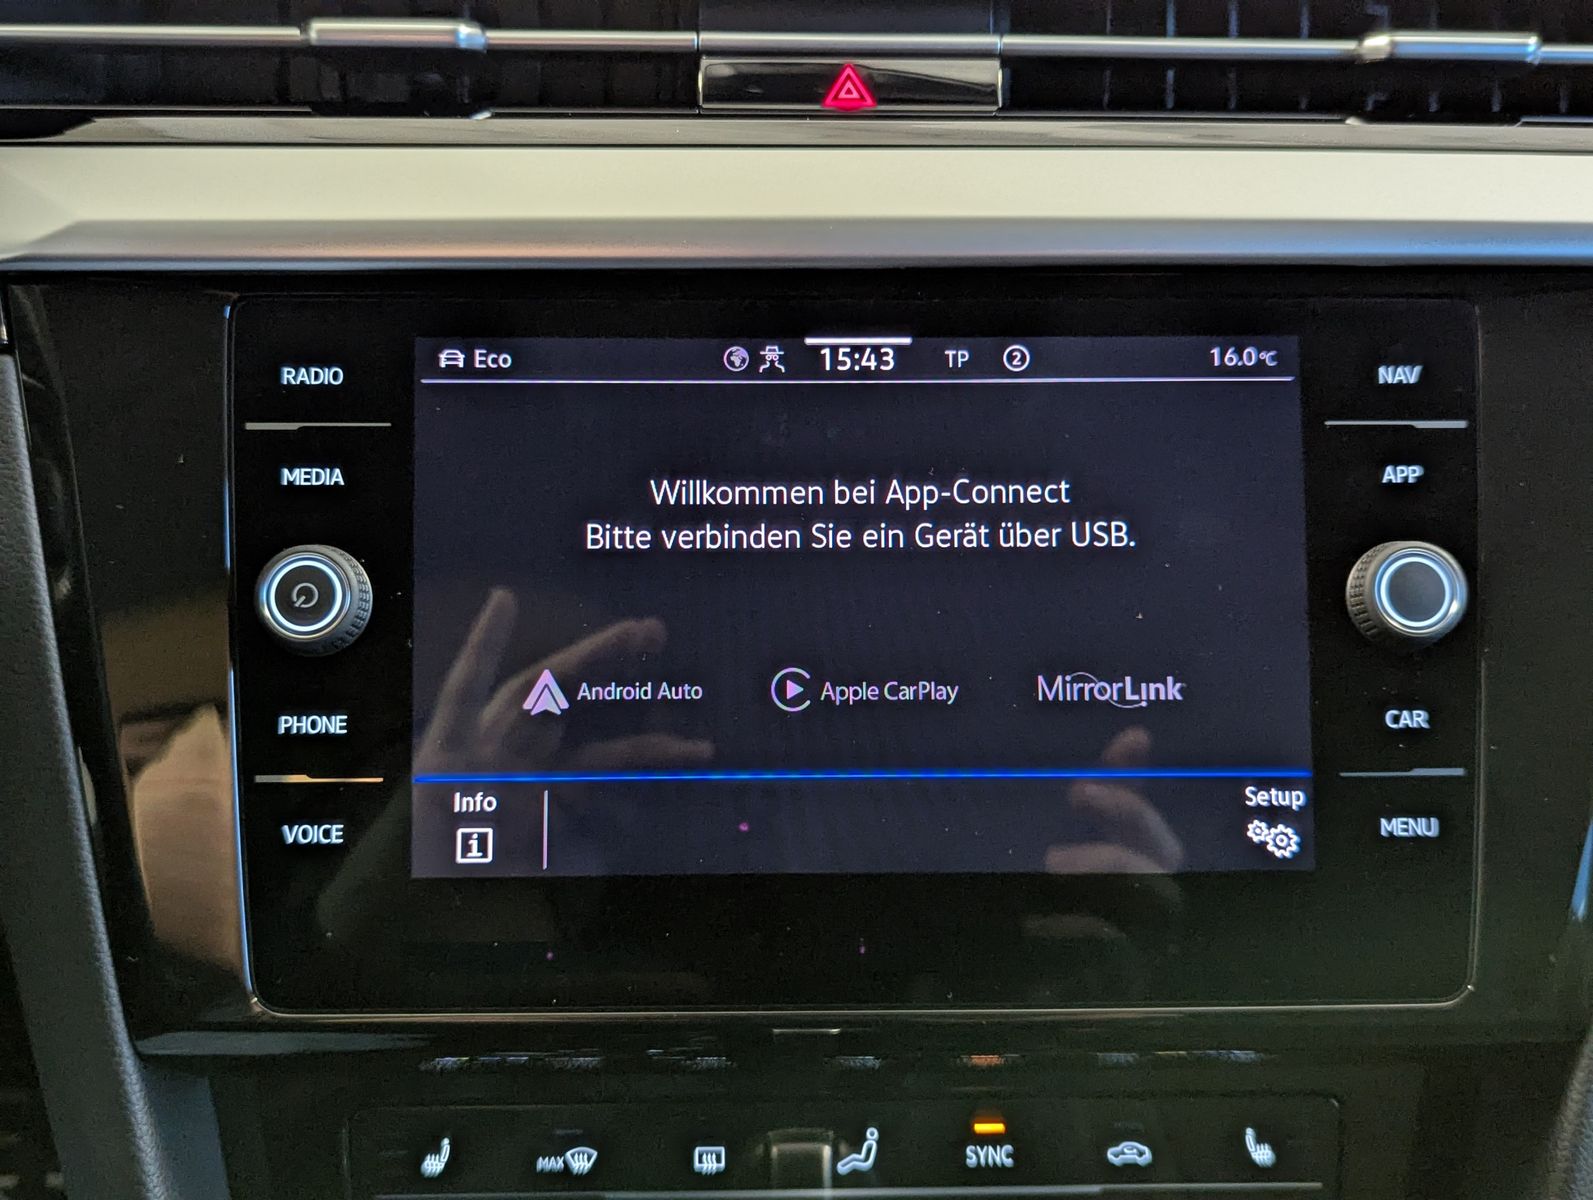 RADIO
MEDIA
PHONE
VOICE
Eco
15:43
TP
2
16.0°C
Willkommen bei App-Connect
Bitte verbinden Sie ein Gerät über USB.
Android Auto
Apple CarPlay
MirrorLink
Info
i
Setup
NAV
APP
CAR
MENU
MAX
SYNC